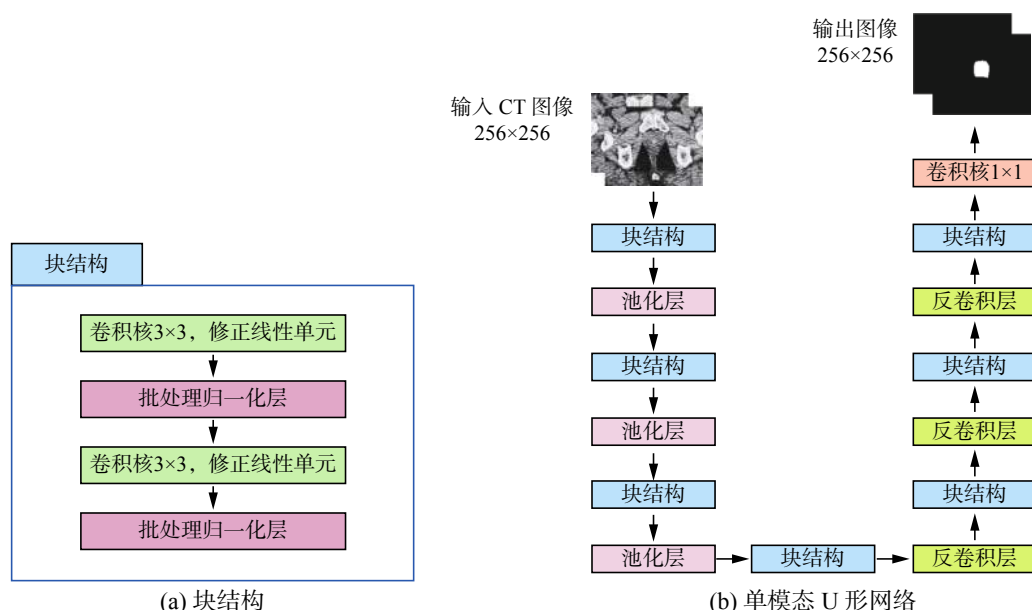 块结构
卷积核3×3，修正线性单元
批处理归一化层
卷积核3×3，修正线性单元
批处理归一化层
(a) 块结构
输入 CT 图像
256×256
块结构
池化层
块结构
池化层
块结构
池化层
块结构
反卷积层
块结构
反卷积层
块结构
反卷积层
块结构
卷积核1×1
输出图像
256×256
(b) 单模态 U 形网络